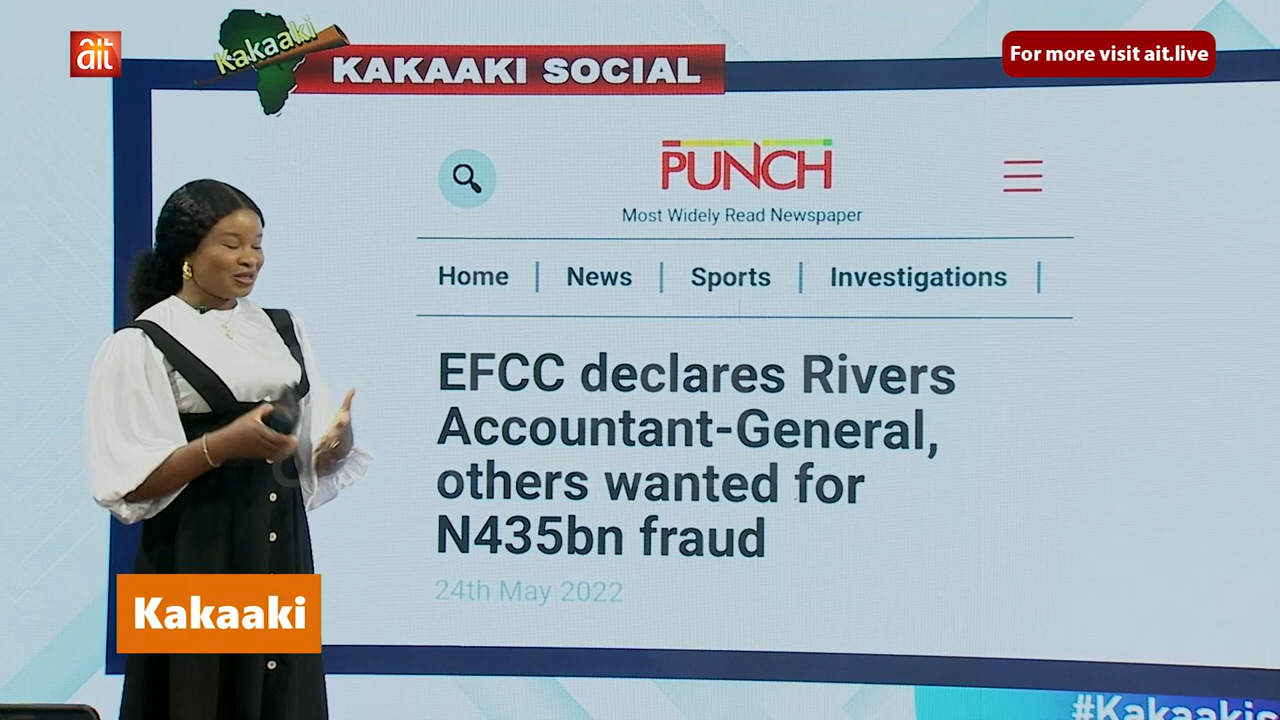 ait
Kakaaki
KAKAAKI SOCIAL
For more visit ait.live
PUNCH
Most Widely Read Newspaper
Home | News | Sports | Investigations |
EFCC declares Rivers
Accountant-General,
others wanted for
N435bn fraud
24th May 2022
Kakaaki
#Kakaakis